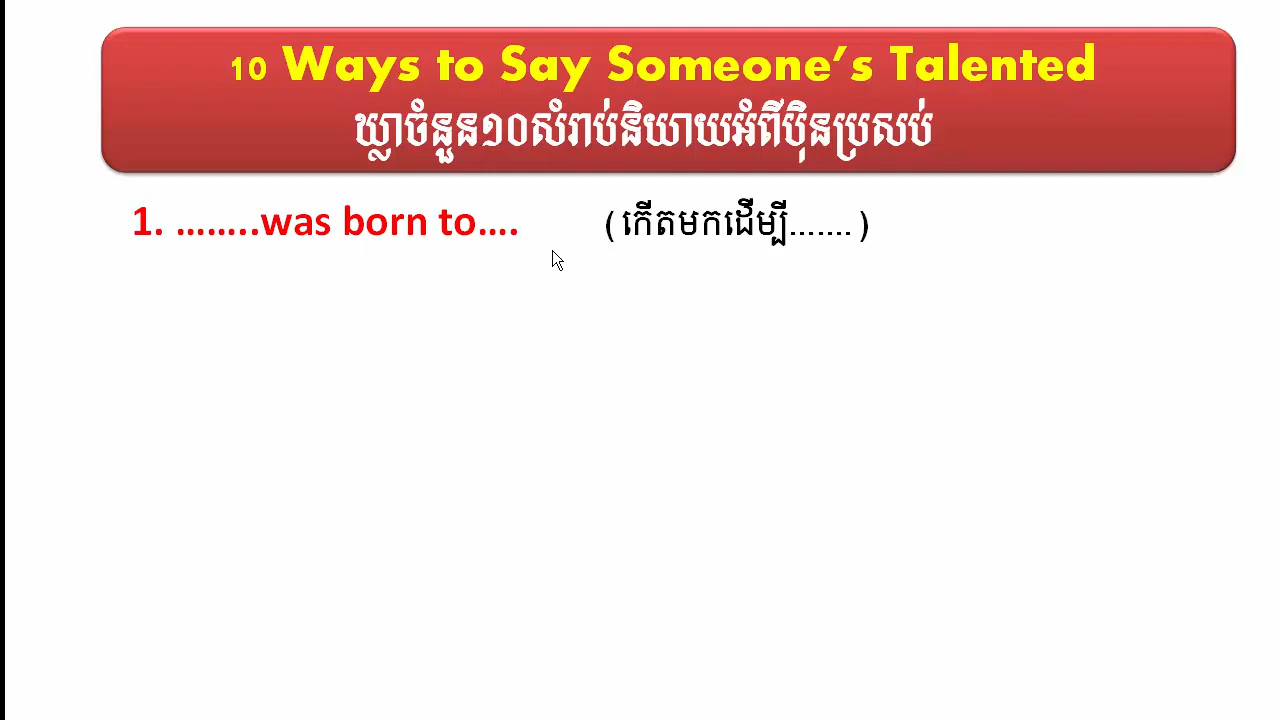 10 Ways to Say Someone’s Talented
ឃ្លាចំនួន១០សំរាប់និយាយអំពីប៉ិនប្រសប់
1. ……..was born to…. ( កើតមកដើម្បី....... )